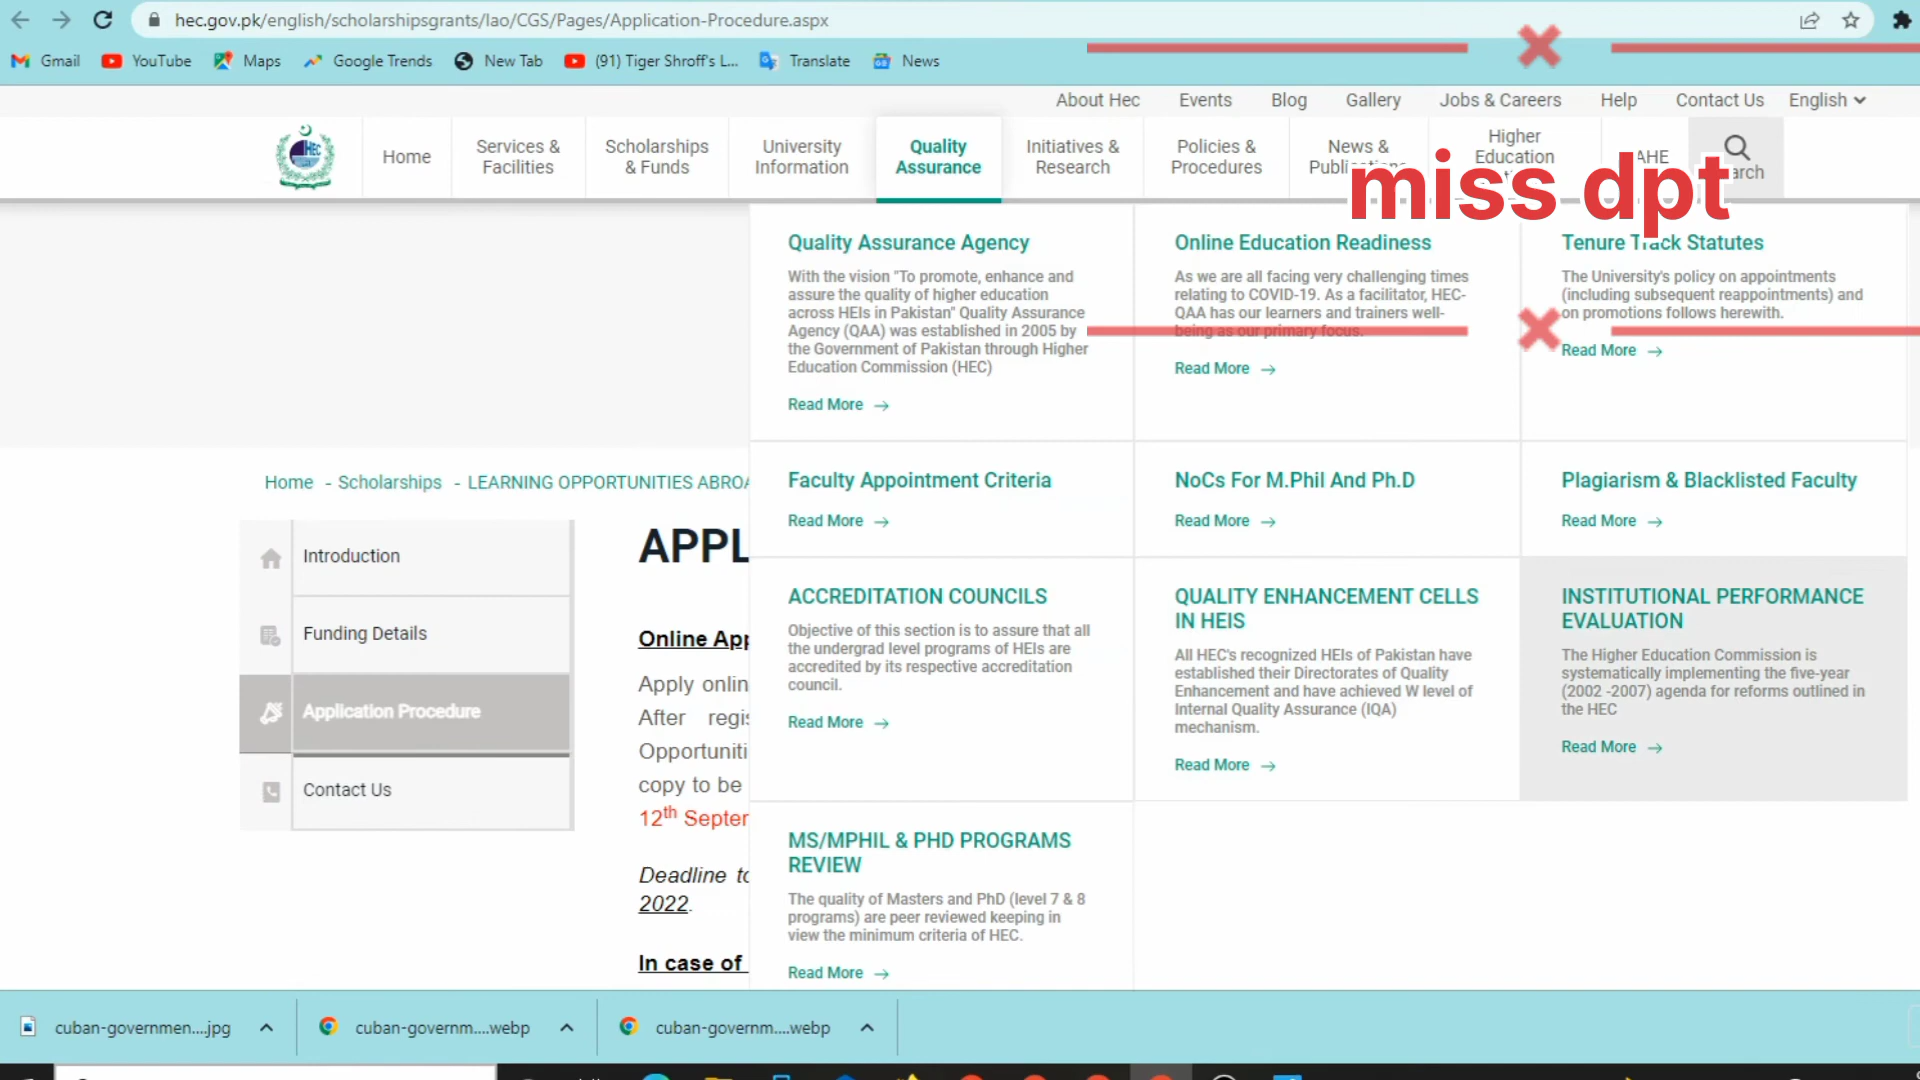 hec.gov.pk/english/scholarshipsgrants/lao/CGS/Pages/Application-Procedure.aspx
Gmail
YouTube
Maps
Google Trends
New Tab
(91) Tiger Shroff's L...
Translate
News
About Hec
Events
Blog
Gallery
Jobs & Careers
Help
Contact Us
English
HEC
Home
Services &
Facilities
Scholarships
& Funds
University
Information
Quality
Assurance
Initiatives &
Research
Policies &
Procedures
News &
Higher
Education
AHE
miss dpt
Quality Assurance Agency
With the vision "To promote, enhance and
assure the quality of higher education
across HEIs in Pakistan" Quality Assurance
Agency (QAA) was established in 2005 by
the Government of Pakistan through Higher
Education Commission (HEC)
Read More
Online Education Readiness
As we are all facing very challenging times
relating to COVID-19. As a facilitator, HEC-
QAA has our learners and trainers well-
being as our primary focus.
Read More
Tenure Track Statutes
The University's policy on appointments
(including subsequent reappointments) and
on promotions follows herewith.
Read More
Home - Scholarships - LEARNING OPPORTUNITIES ABROA
Faculty Appointment Criteria
Read More
NoCs For M.Phil And Ph.D
Read More
Plagiarism & Blacklisted Faculty
Read More
Introduction
Funding Details
Application Procedure
Contact Us
APPL
Online App
Apply onlin
After regis
Opportuniti
copy to be
12th Septer
Deadline to
2022.
In case of
ACCREDITATION COUNCILS
Objective of this section is to assure that all
the undergrad level programs of HEIs are
accredited by its respective accreditation
council.
Read More
QUALITY ENHANCEMENT CELLS
IN HEIS
All HEC's recognized HEIs of Pakistan have
established their Directorates of Quality
Enhancement and have achieved W level of
Internal Quality Assurance (IQA)
mechanism.
Read More
INSTITUTIONAL PERFORMANCE
EVALUATION
The Higher Education Commission is
systematically implementing the five-year
(2002 -2007) agenda for reforms outlined in
the HEC
Read More
MS/MPHIL & PHD PROGRAMS
REVIEW
The quality of Masters and PhD (level 7 & 8
programs) are peer reviewed keeping in
view the minimum criteria of HEC.
Read More
cuban-governmen....jpg
cuban-governm....webp
cuban-governm....webp